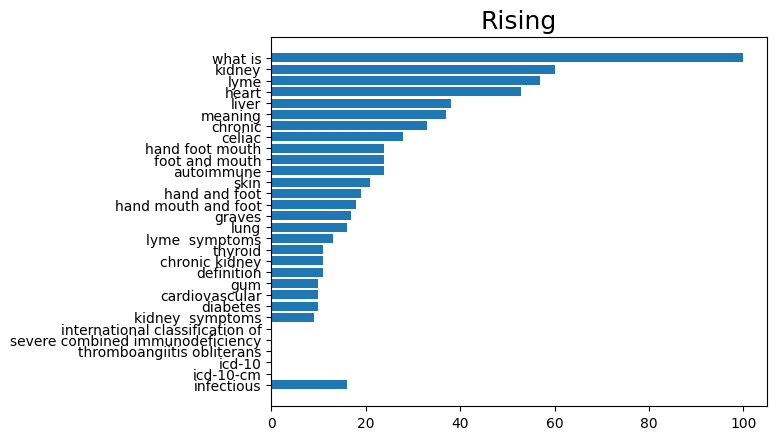 Rising
what is
kidney
lyme
heart
liver
meaning
chronic
celiac
hand foot mouth
foot and mouth
autoimmune
skin
hand and foot
hand mouth and foot
graves
lung
lyme  symptoms
thyroid
chronic kidney
definition
gum
cardiovascular
diabetes
kidney  symptoms
international classification of
severe combined immunodeficiency
thromboangiitis obliterans
icd-10
icd-10-cm
infectious
0 20 40 60 80 100